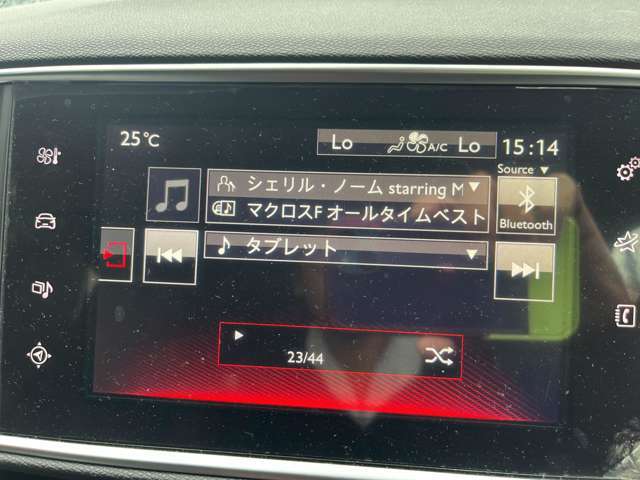 25°C
Lo A/C Lo
15:14
Source ▼
シェリル・ノーム starring M ▼
マクロスF オールタイムベスト
Bluetooth
タブレット ▼
23/44